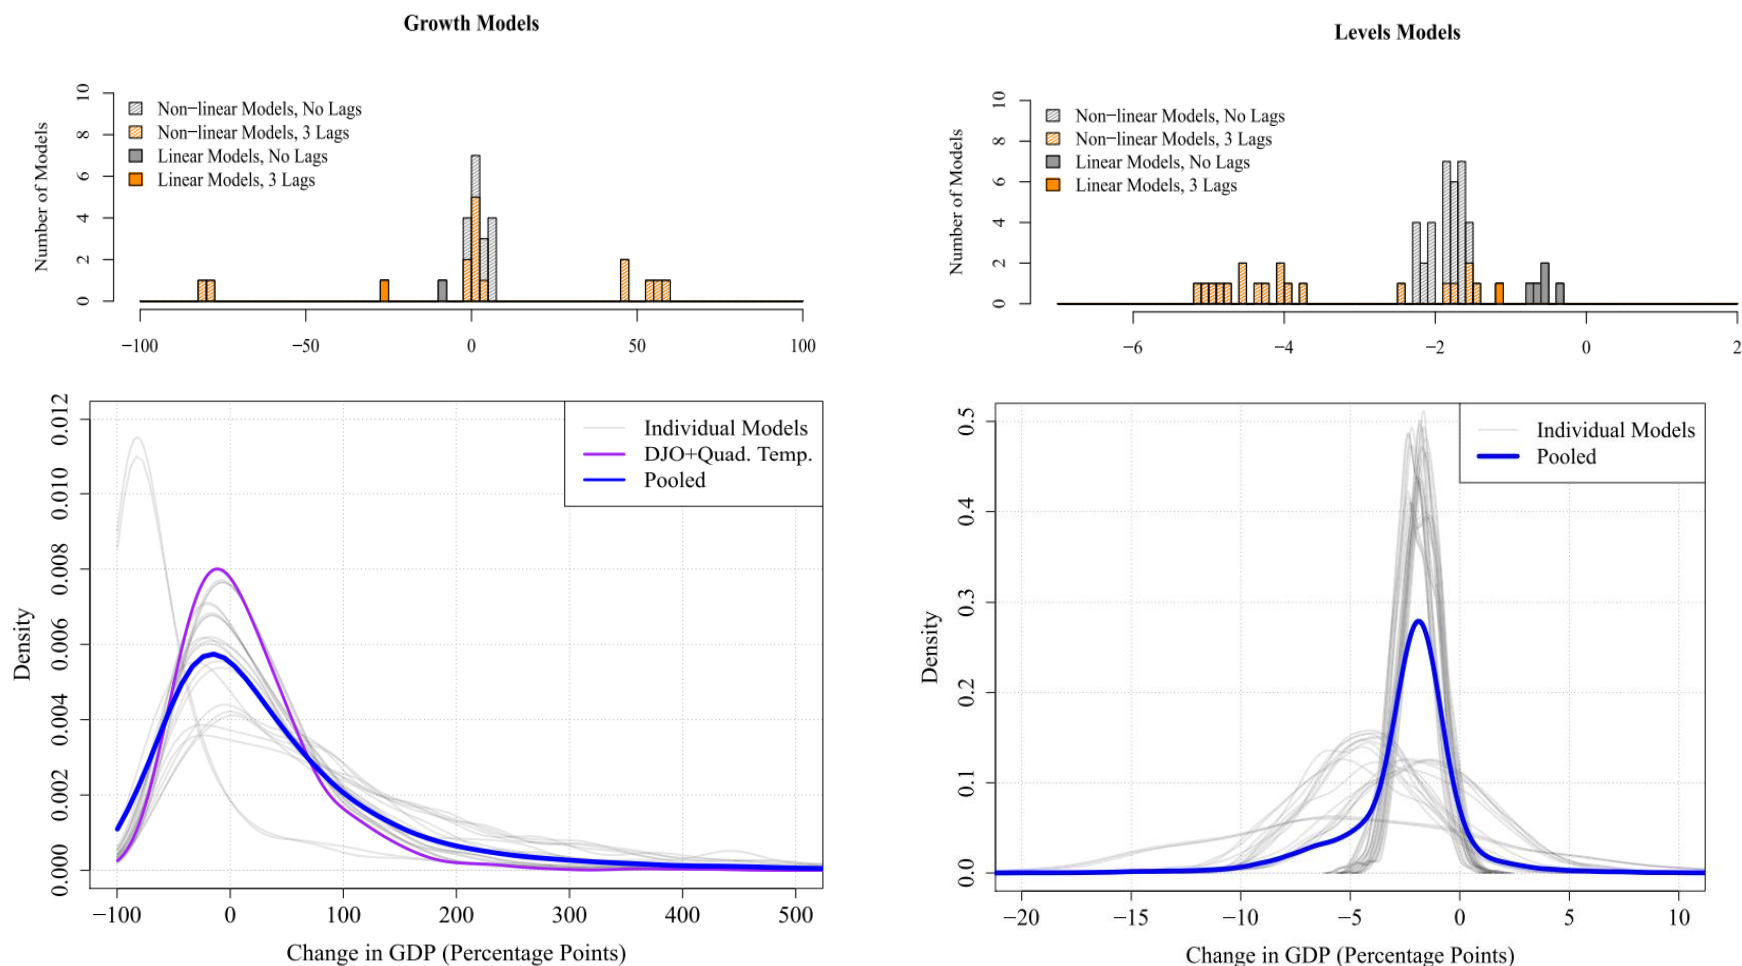 Growth Models
Number of Models
0 2 4 6 8 10
Non−linear Models, No Lags
Non−linear Models, 3 Lags
Linear Models, No Lags
Linear Models, 3 Lags
−100 −50 0 50 100
Levels Models
Number of Models
0 2 4 6 8 10
Non−linear Models, No Lags
Non−linear Models, 3 Lags
Linear Models, No Lags
Linear Models, 3 Lags
−6 −4 −2 0 2
Density
0.000 0.002 0.004 0.006 0.008 0.010 0.012
Individual Models
DJO+Quad. Temp.
Pooled
−100 0 100 200 300 400 500
Change in GDP (Percentage Points)
Density
0.0 0.1 0.2 0.3 0.4 0.5
Individual Models
Pooled
−20 −15 −10 −5 0 5 10
Change in GDP (Percentage Points)